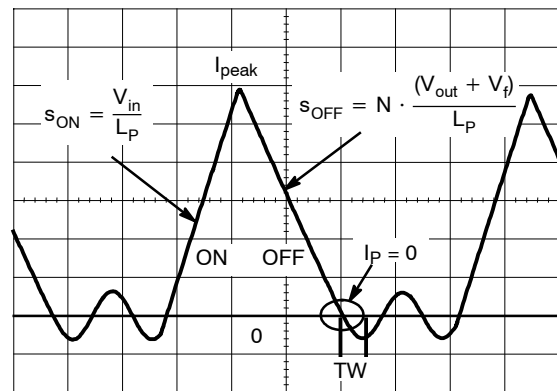 I_peak
s_ON = V_in / L_P
s_OFF = N · (V_out + V_f) / L_P
ON OFF
I_P = 0
0
TW